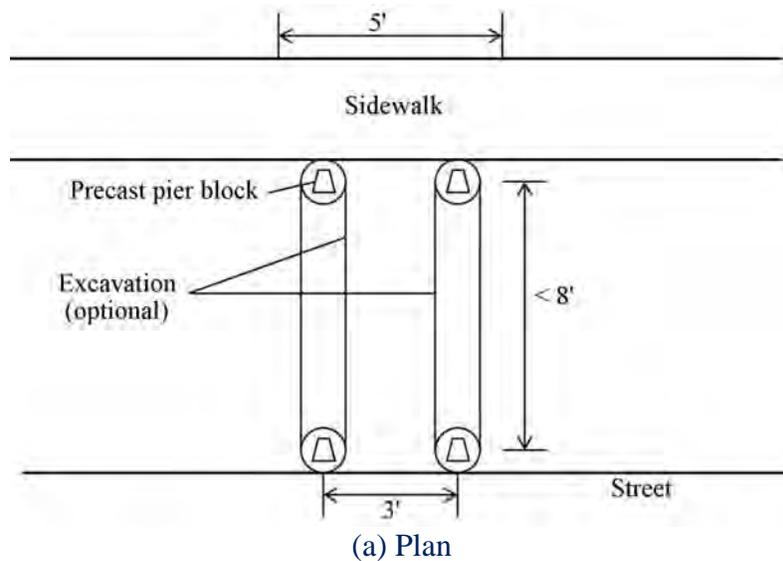 5'
Sidewalk
Precast pier block
Excavation
(optional)
< 8'
Street
3'
(a) Plan